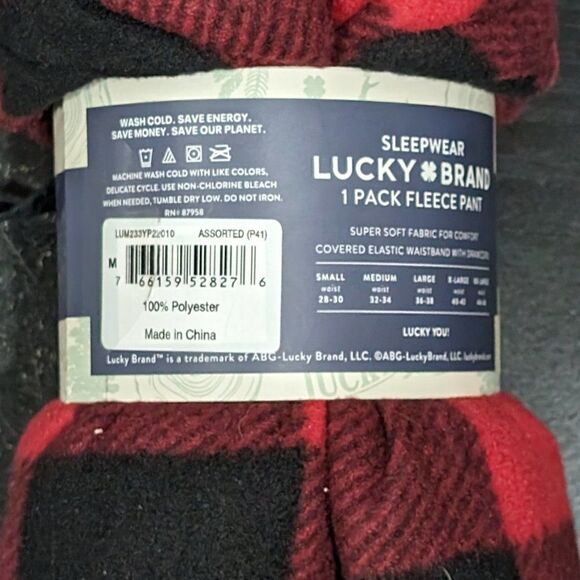 WASH COLD. SAVE ENERGY.
SAVE MONEY. SAVE OUR PLANET.
MACHINE WASH COLD WITH LIKE COLORS,
DELICATE CYCLE. USE NON-CHLORINE BLEACH
WHEN NEEDED, TUMBLE DRY LOW. DO NOT IRON.
RN# 87958
LUM233YP22010 ASSORTED (P41)
M
7 66159 52827 6
100% Polyester
Made in China
SLEEPWEAR
LUCKY BRAND
1 PACK FLEECE PANT
SUPER SOFT FABRIC FOR COMFORT
COVERED ELASTIC WAISTBAND WITH DRAWCORD
SMALL MEDIUM LARGE X-LARGE
waist waist waist waist
28-30 32-34 36-38 40-42
LUCKY YOU!
Lucky Brand™ is a trademark of ABG-Lucky Brand, LLC. ©ABG-LuckyBrand, LLC. luckybrand.com